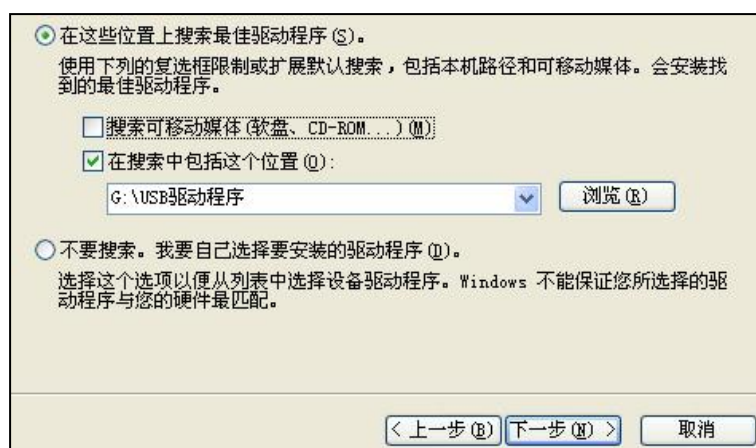 在这些位置上搜索最佳驱动程序(S)。
使用下列的复选框限制或扩展默认搜索，包括本机路径和可移动媒体。会安装找
到的最佳驱动程序。
搜索可移动媒体(软盘、CD-ROM...)(M)
在搜索中包括这个位置(O):
G:\USB驱动程序
浏览(R)
不要搜索。我要自己选择要安装的驱动程序(D)。
选择这个选项以便从列表中选择设备驱动程序。Windows 不能保证您所选择的驱
动程序与您的硬件最匹配。
< 上一步(B) 下一步(N) > 取消